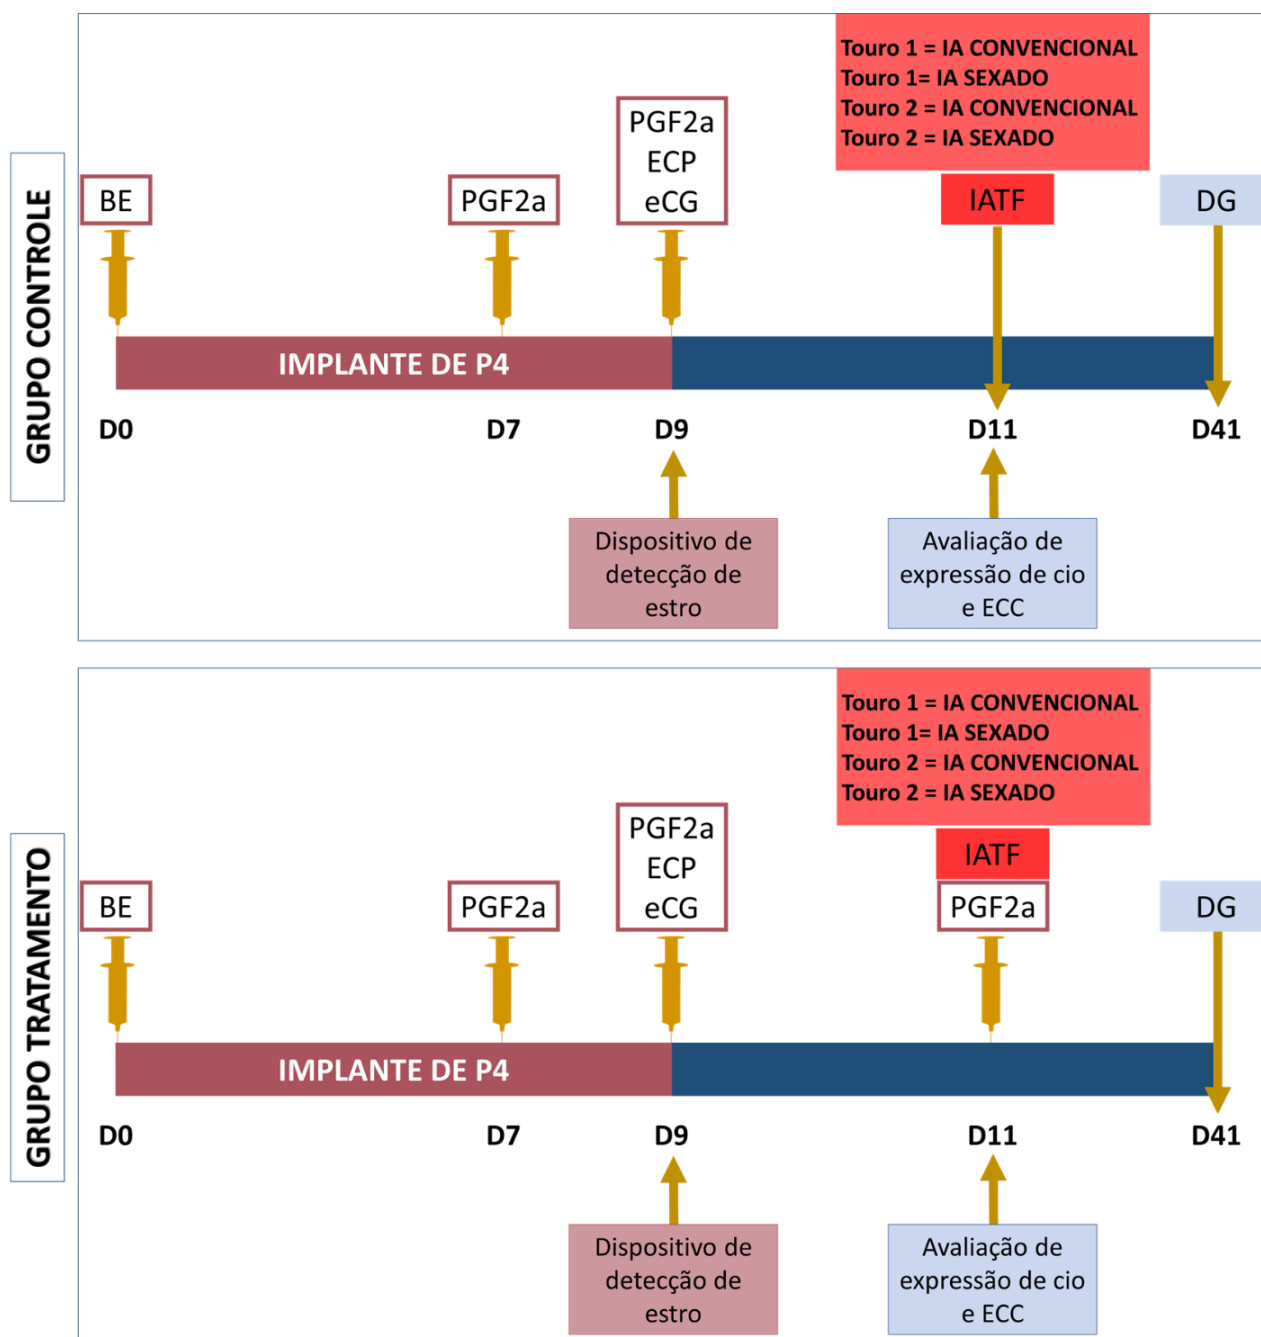 GRUPO CONTROLE
Touro 1 = IA CONVENCIONAL
Touro 1= IA SEXADO
Touro 2 = IA CONVENCIONAL
Touro 2 = IA SEXADO
BE
PGF2a
PGF2a
ECP
eCG
IATF
DG
IMPLANTE DE P4
D0
D7
D9
D11
D41
Dispositivo de
detecção de
estro
Avaliação de
expressão de cio
e ECC
GRUPO TRATAMENTO
Touro 1 = IA CONVENCIONAL
Touro 1= IA SEXADO
Touro 2 = IA CONVENCIONAL
Touro 2 = IA SEXADO
BE
PGF2a
PGF2a
ECP
eCG
IATF
PGF2a
DG
IMPLANTE DE P4
D0
D7
D9
D11
D41
Dispositivo de
detecção de
estro
Avaliação de
expressão de cio
e ECC